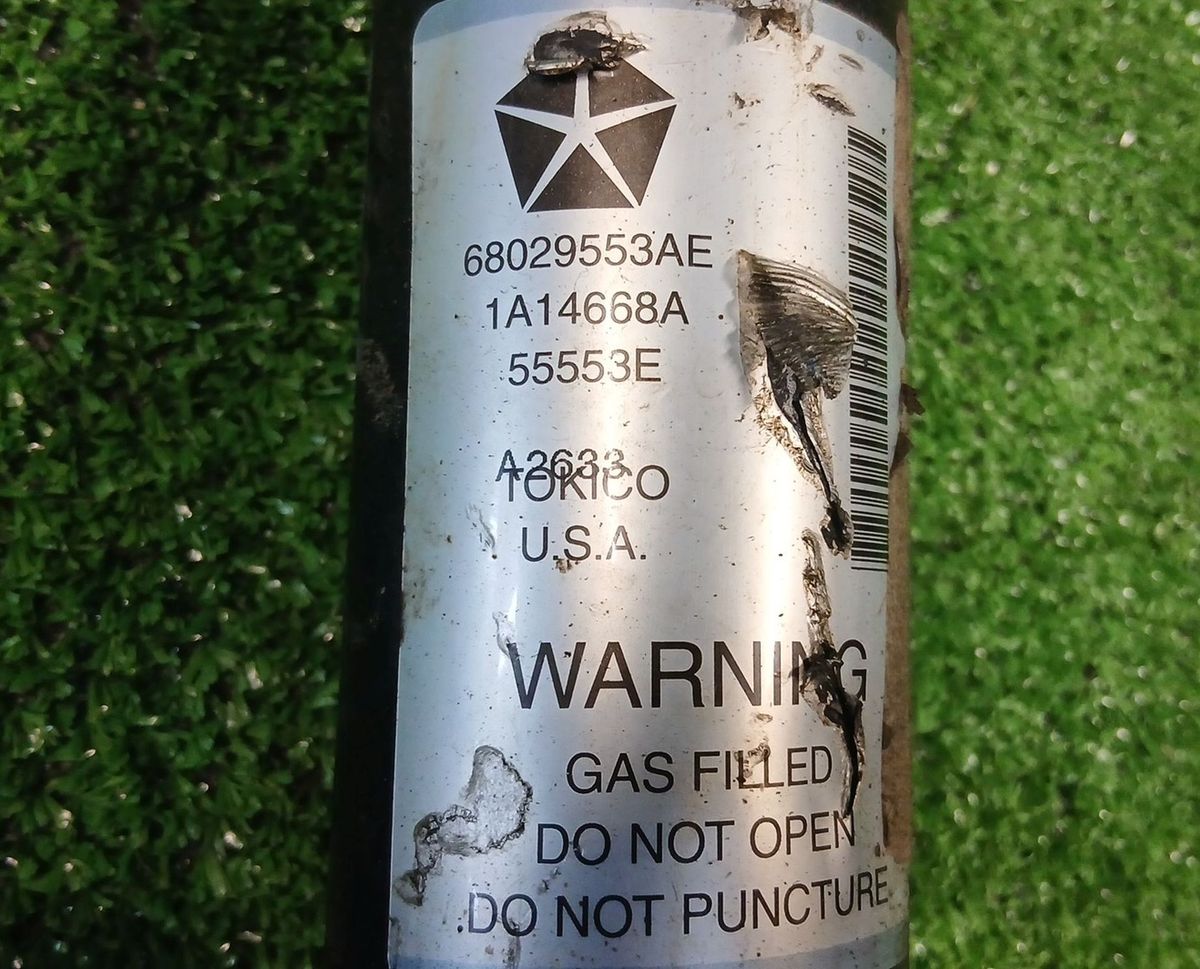 68029553AE
1A14668A
55553E
A2633
TOKICO
U.S.A.
WARNING
GAS FILLED
DO NOT OPEN
DO NOT PUNCTURE